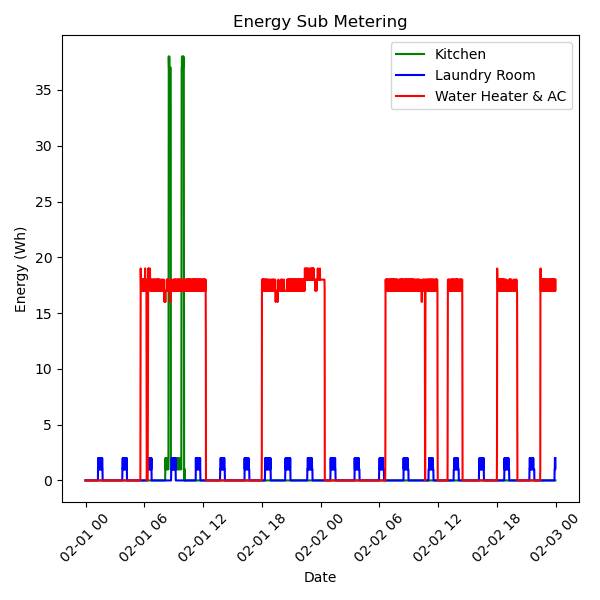 Energy Sub Metering
Kitchen
Laundry Room
Water Heater & AC
Energy (Wh)
35
30
25
20
15
10
5
0
02-01 00
02-01 06
02-01 12
02-01 18
02-02 00
02-02 06
02-02 12
02-02 18
02-03 00
Date